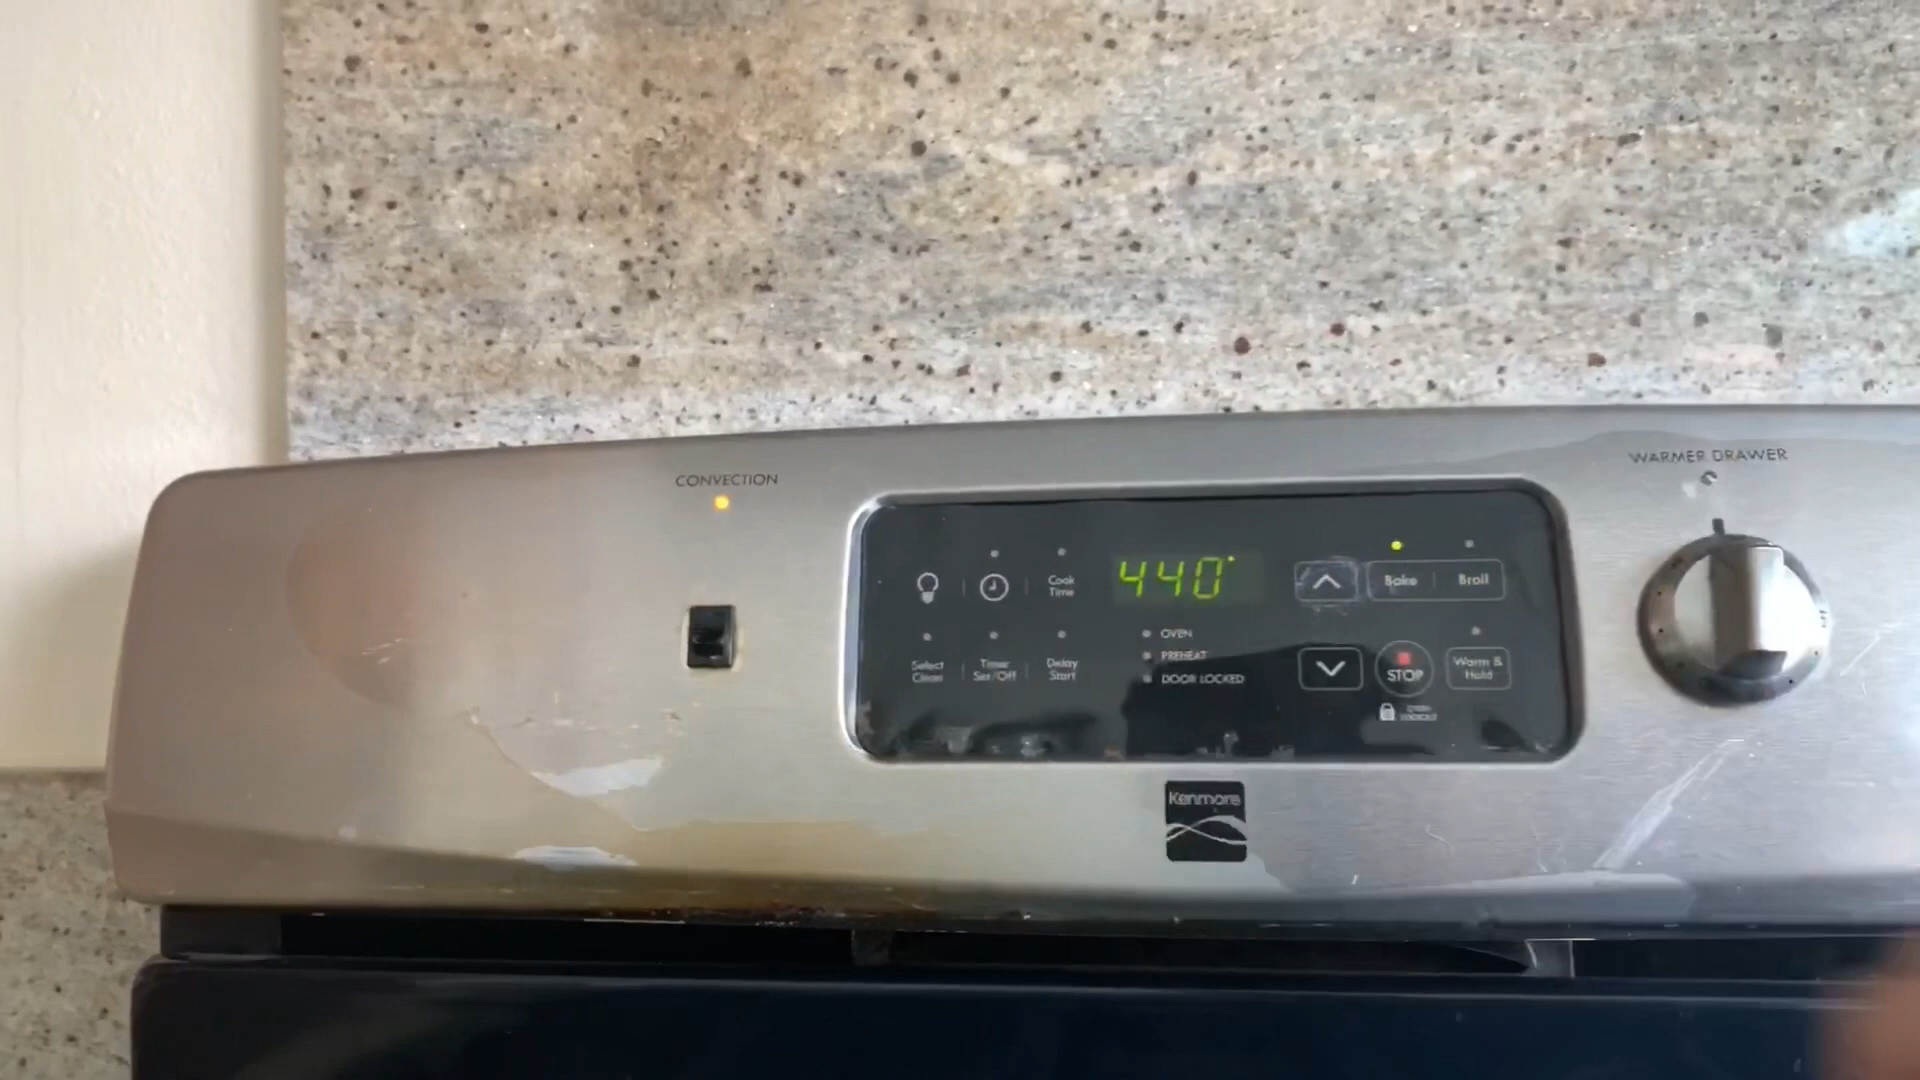 CONVECTION
WARMER DRAWER
Cook
Time
440°
Bake
Broil
OVEN
PREHEAT
DOOR LOCKED
Select
Clean
Timer
Set/Off
Delay
Start
STOP
Warm &
Hold
Kenmore